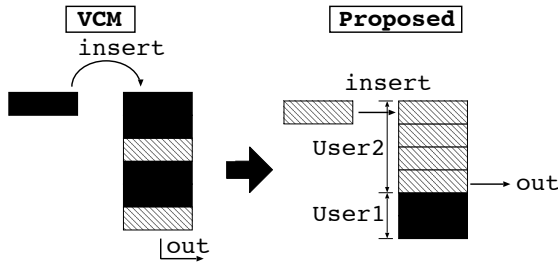 VCM
insert
out
Proposed
insert
User2
out
User1